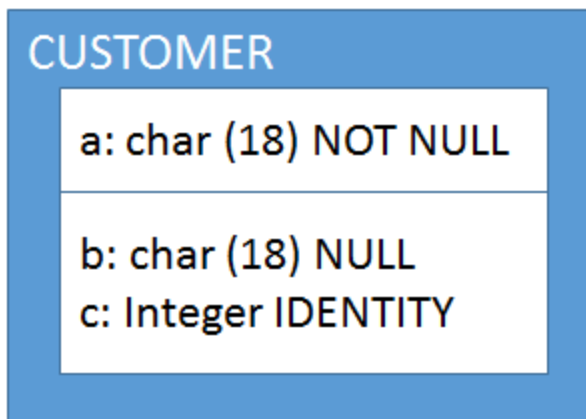 CUSTOMER
a: char (18) NOT NULL
b: char (18) NULL
c: Integer IDENTITY